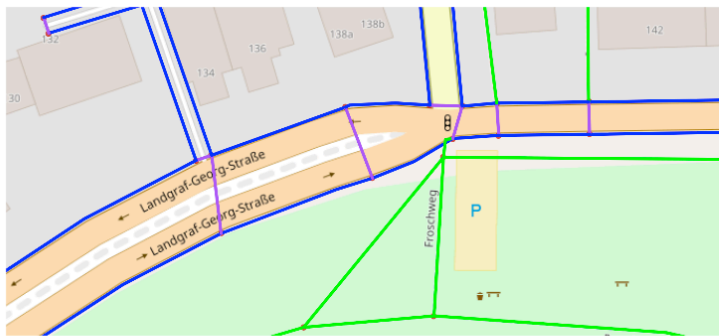 138b
138a
142
132
136
134
30
Landgraf-Georg-Straße
Landgraf-Georg-Straße
Froschweg
P